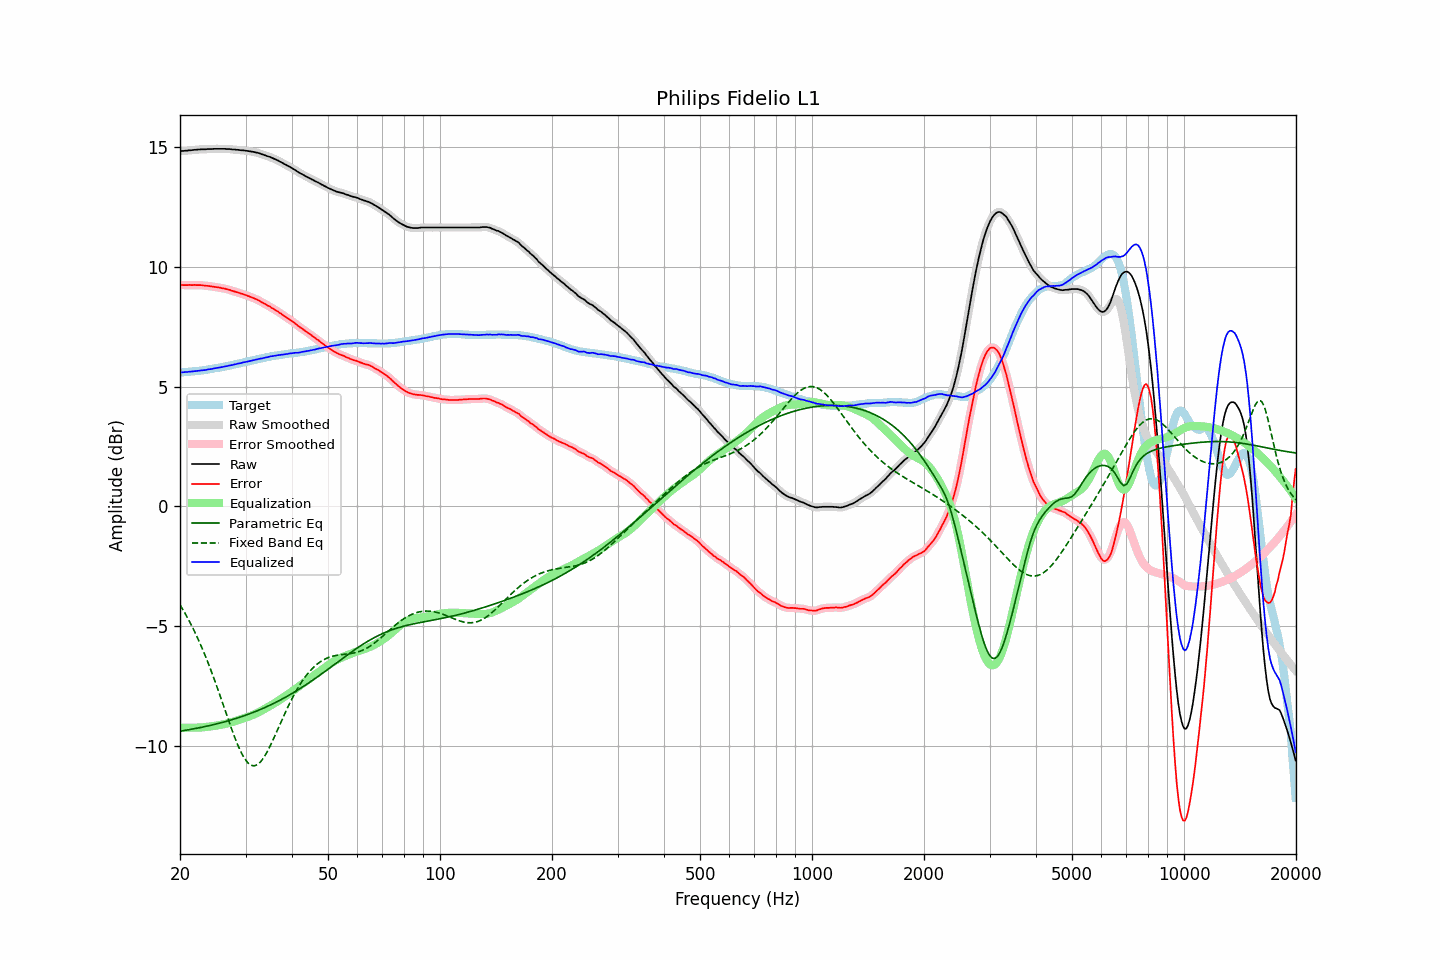 Philips Fidelio L1
Amplitude (dBr)
15
10
5
0
−5
−10
Target
Raw Smoothed
Error Smoothed
Raw
Error
Equalization
Parametric Eq
Fixed Band Eq
Equalized
20 50 100 200 500 1000 2000 5000 10000 20000
Frequency (Hz)